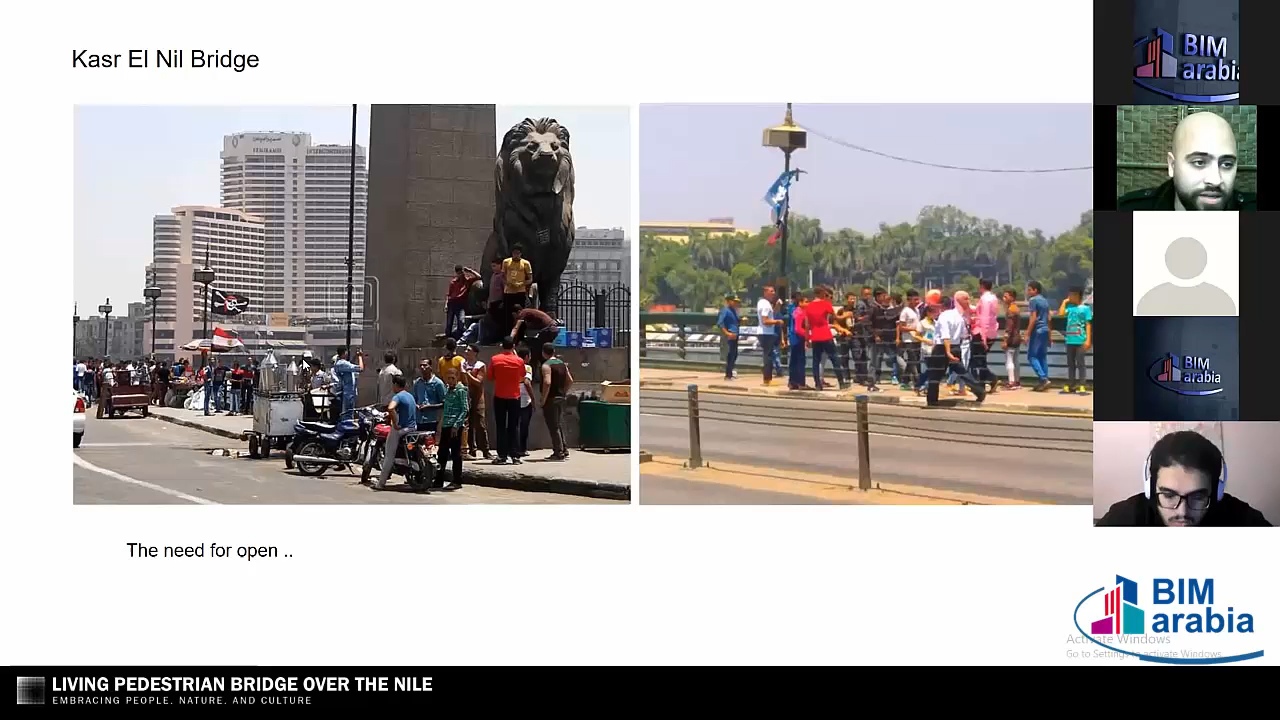 Kasr El Nil Bridge
SEMIRAMIS
The need for open ..
BIM
arabia
BIM
arabia
BIM
arabia
Activate Windows
Go to Settings to activate Windows.
LIVING PEDESTRIAN BRIDGE OVER THE NILE
EMBRACING PEOPLE, NATURE, AND CULTURE